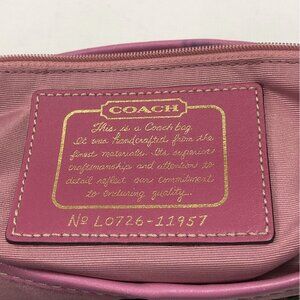 COACH
This is a Coach bag.
It was handcrafted from the
finest materials. Its superior
craftsmanship and attention to
detail reflect our commitment
to enduring quality.
No L0726-11957